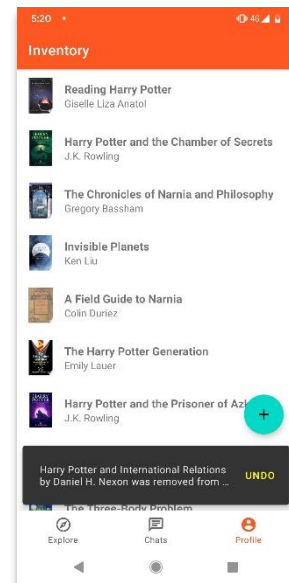 5:20
46
Inventory
Reading Harry Potter
Giselle Liza Anatol
Harry Potter and the Chamber of Secrets
J.K. Rowling
The Chronicles of Narnia and Philosophy
Gregory Bassham
Invisible Planets
Ken Liu
A Field Guide to Narnia
Colin Duriez
The Harry Potter Generation
Emily Lauer
Harry Potter and the Prisoner of Azk
J.K. Rowling
Harry Potter and International Relations
by Daniel H. Nexon was removed from ...
UNDO
The Three-Body Problem
Explore
Chats
Profile